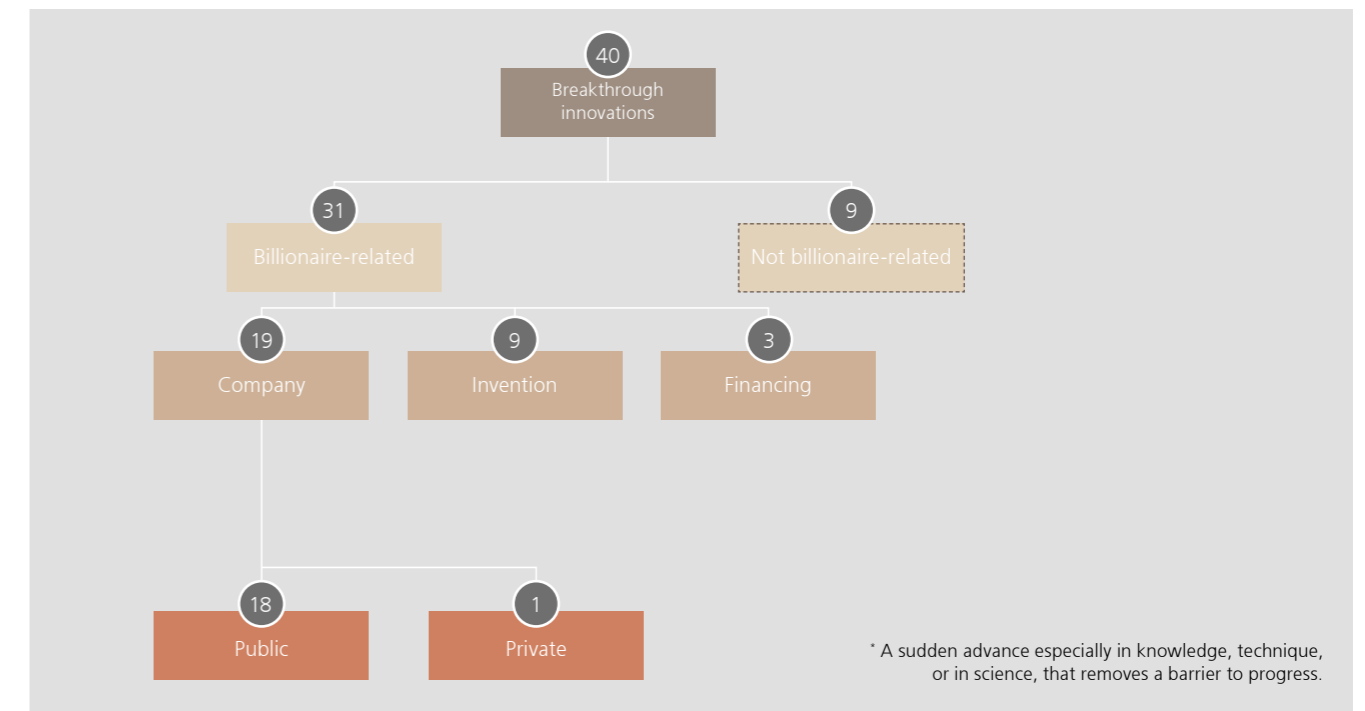 40
Breakthrough
innovations
31
9
Billionaire-related
Not billionaire-related
19
9
3
Company
Invention
Financing
18
1
Public
Private
* A sudden advance especially in knowledge, technique,
or in science, that removes a barrier to progress.